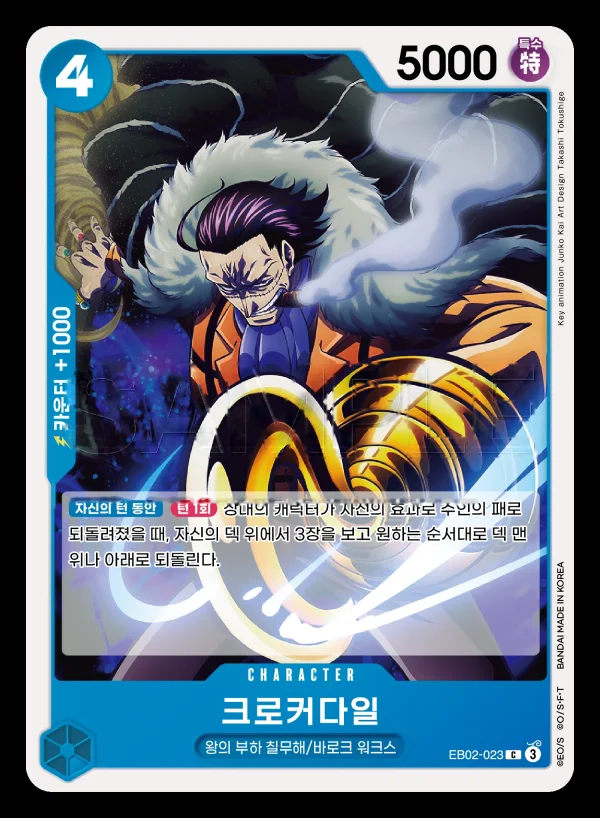 4
5000
특수
特
카운터 +1000
Key animation Junko Kai Art Design Takashi Tokushige
SAMPLE
자신의 턴 동안 턴 1회 상대의 캐릭터가 자신의 효과로 주인의 패로
되돌려졌을 때, 자신의 덱 위에서 3장을 보고 원하는 순서대로 덱 맨
위나 아래로 되돌린다.
CHARACTER
크로커다일
왕의 부하 칠무해/바로크 워크스
EB02-023 C 3
©E.O/S ©O/S·F·T BANDAI MADE IN KOREA